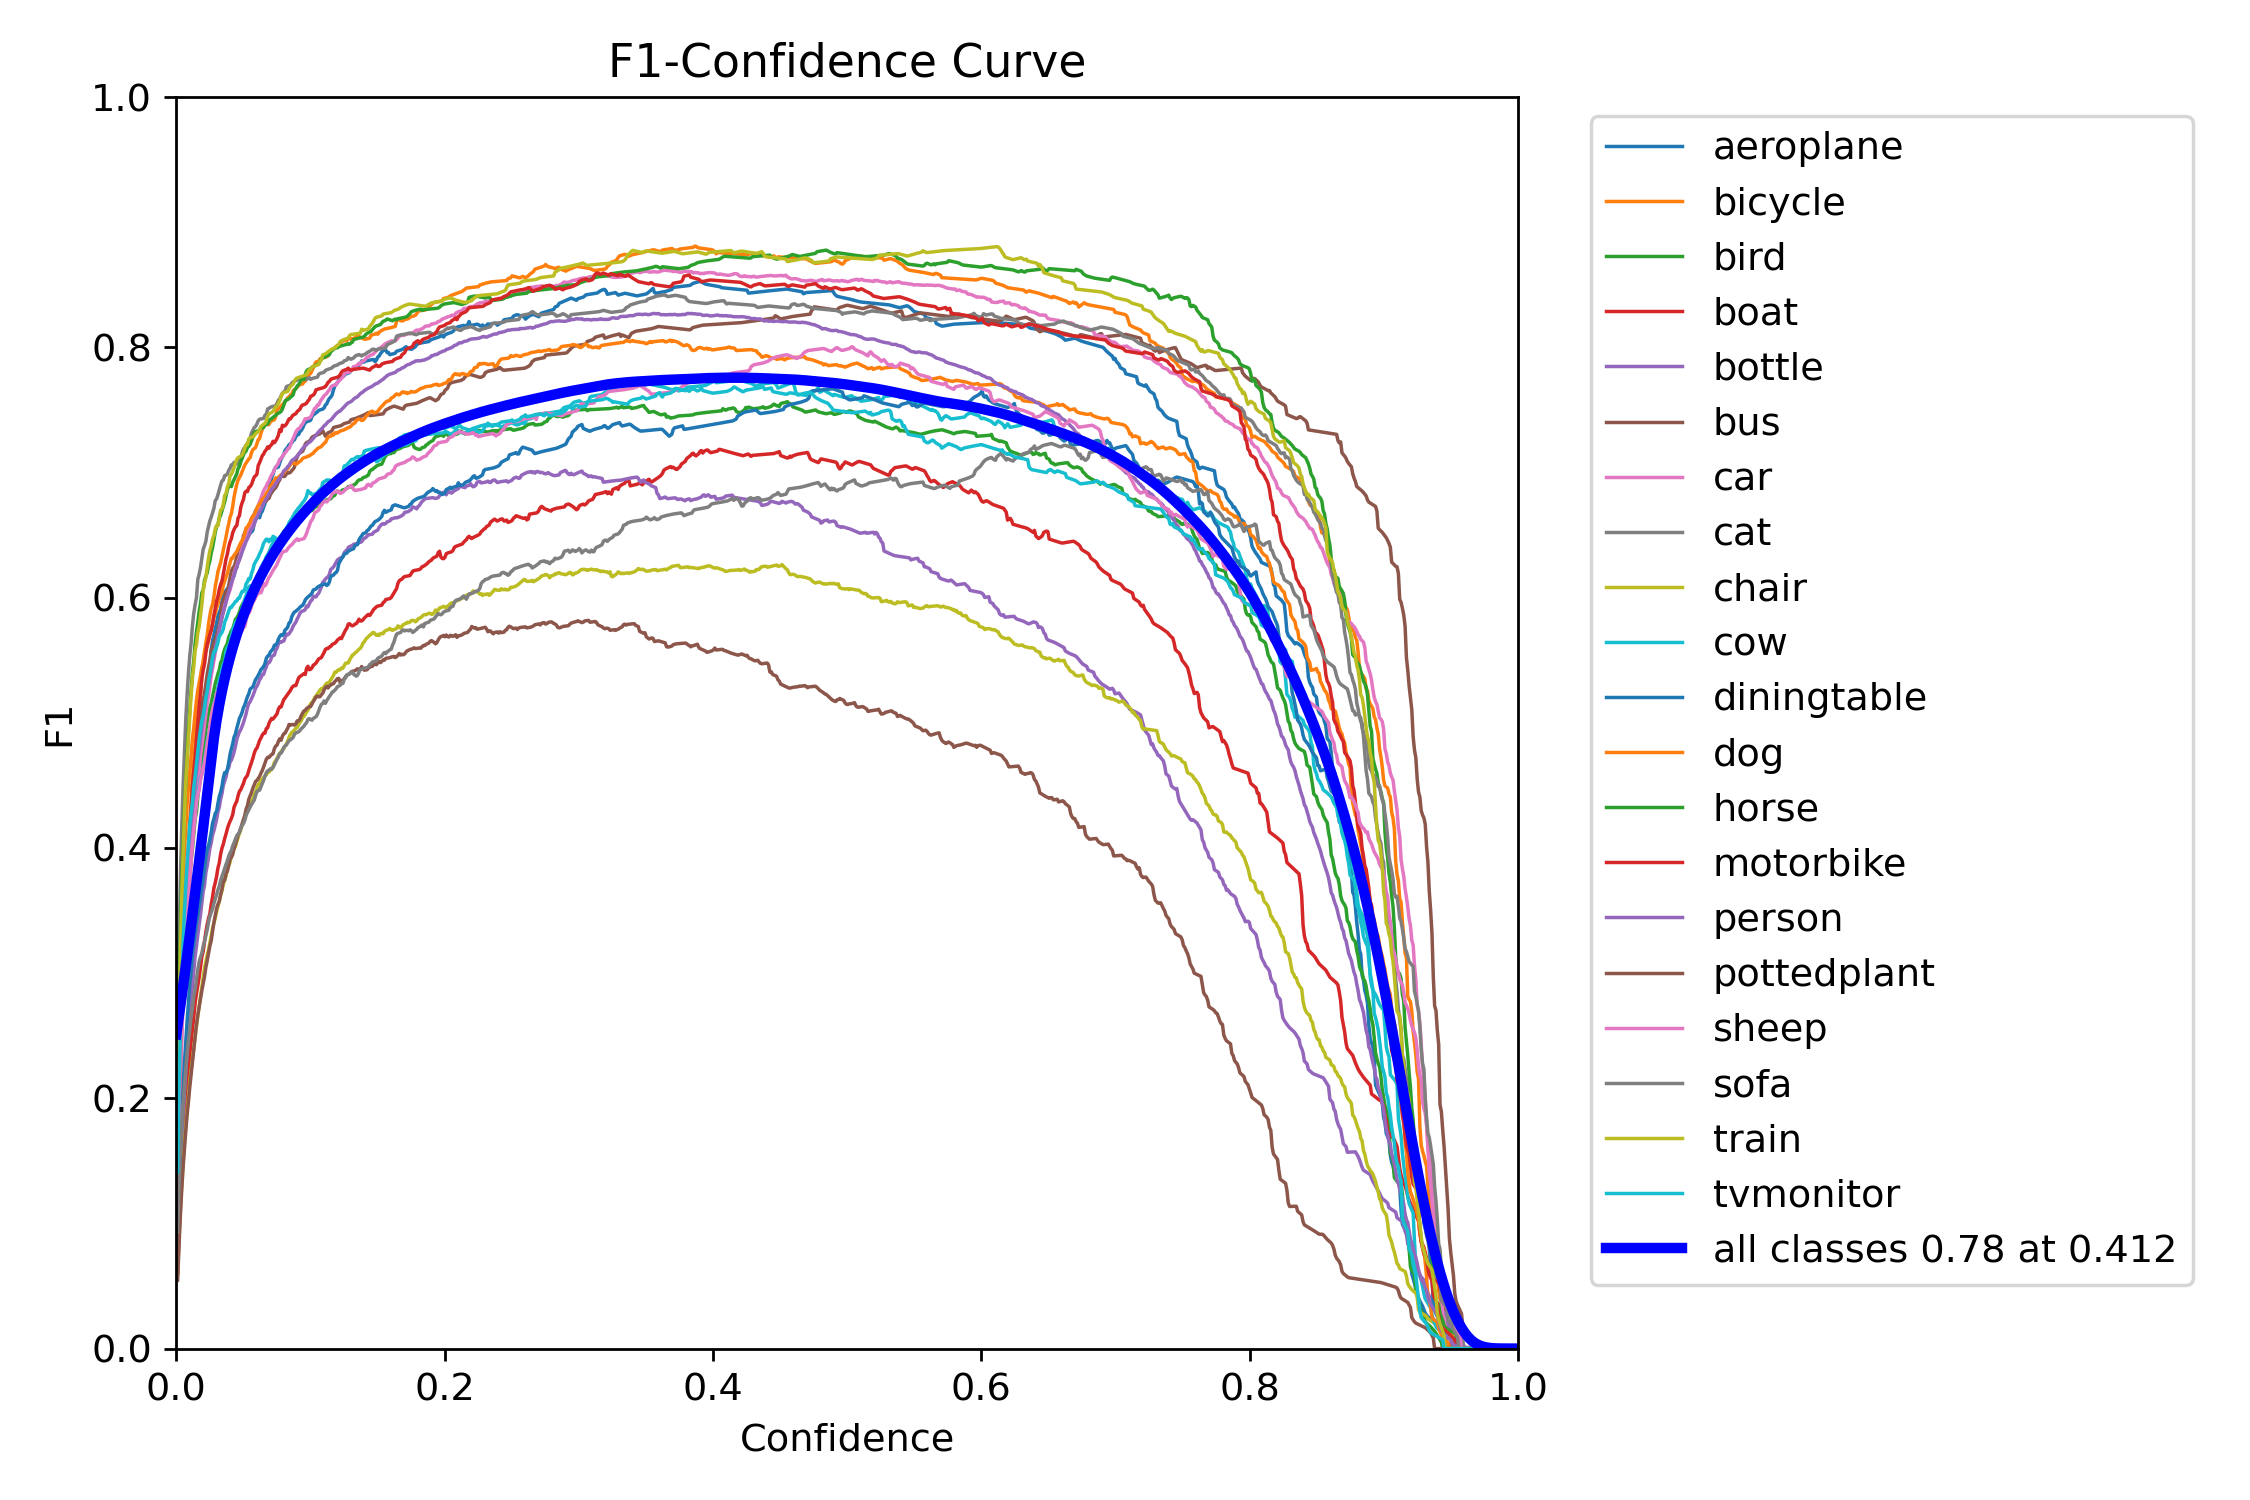 F1-Confidence Curve
1.0
0.8
0.6
0.4
0.2
0.0
F1
0.0 0.2 0.4 0.6 0.8 1.0
Confidence
aeroplane
bicycle
bird
boat
bottle
bus
car
cat
chair
cow
diningtable
dog
horse
motorbike
person
pottedplant
sheep
sofa
train
tvmonitor
all classes 0.78 at 0.412